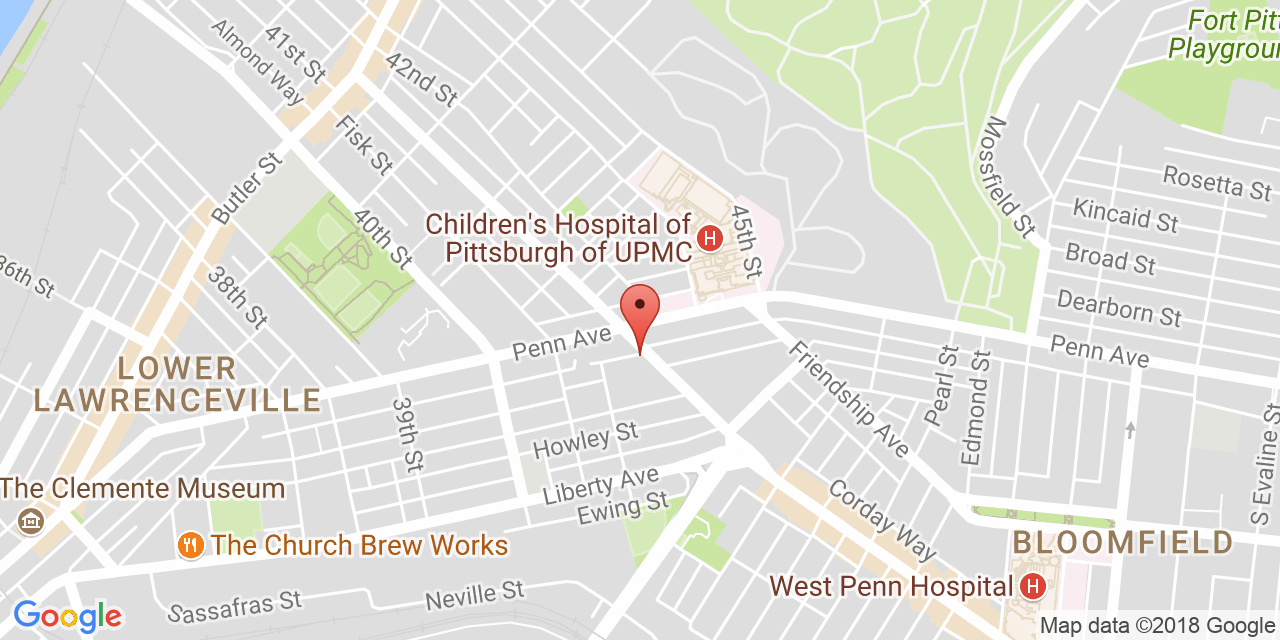 Fort Pit
Playgroun
41st St
Almond Way
42nd St
Fisk St
Mossfield St
Rosetta St
Butler St
Kincaid St
40th St
45th St
Children's Hospital of
Pittsburgh of UPMC
H
Broad St
36th St
38th St
Dearborn St
Penn Ave
Penn Ave
LOWER
LAWRENCEVILLE
Friendship Ave
Pearl St
Edmond St
39th St
Howley St
S Evaline St
Liberty Ave
Ewing St
The Clemente Museum
Corday Way
The Church Brew Works
BLOOMFIELD
West Penn Hospital
H
Neville St
Sassafras St
Google
Map data ©2018 Google